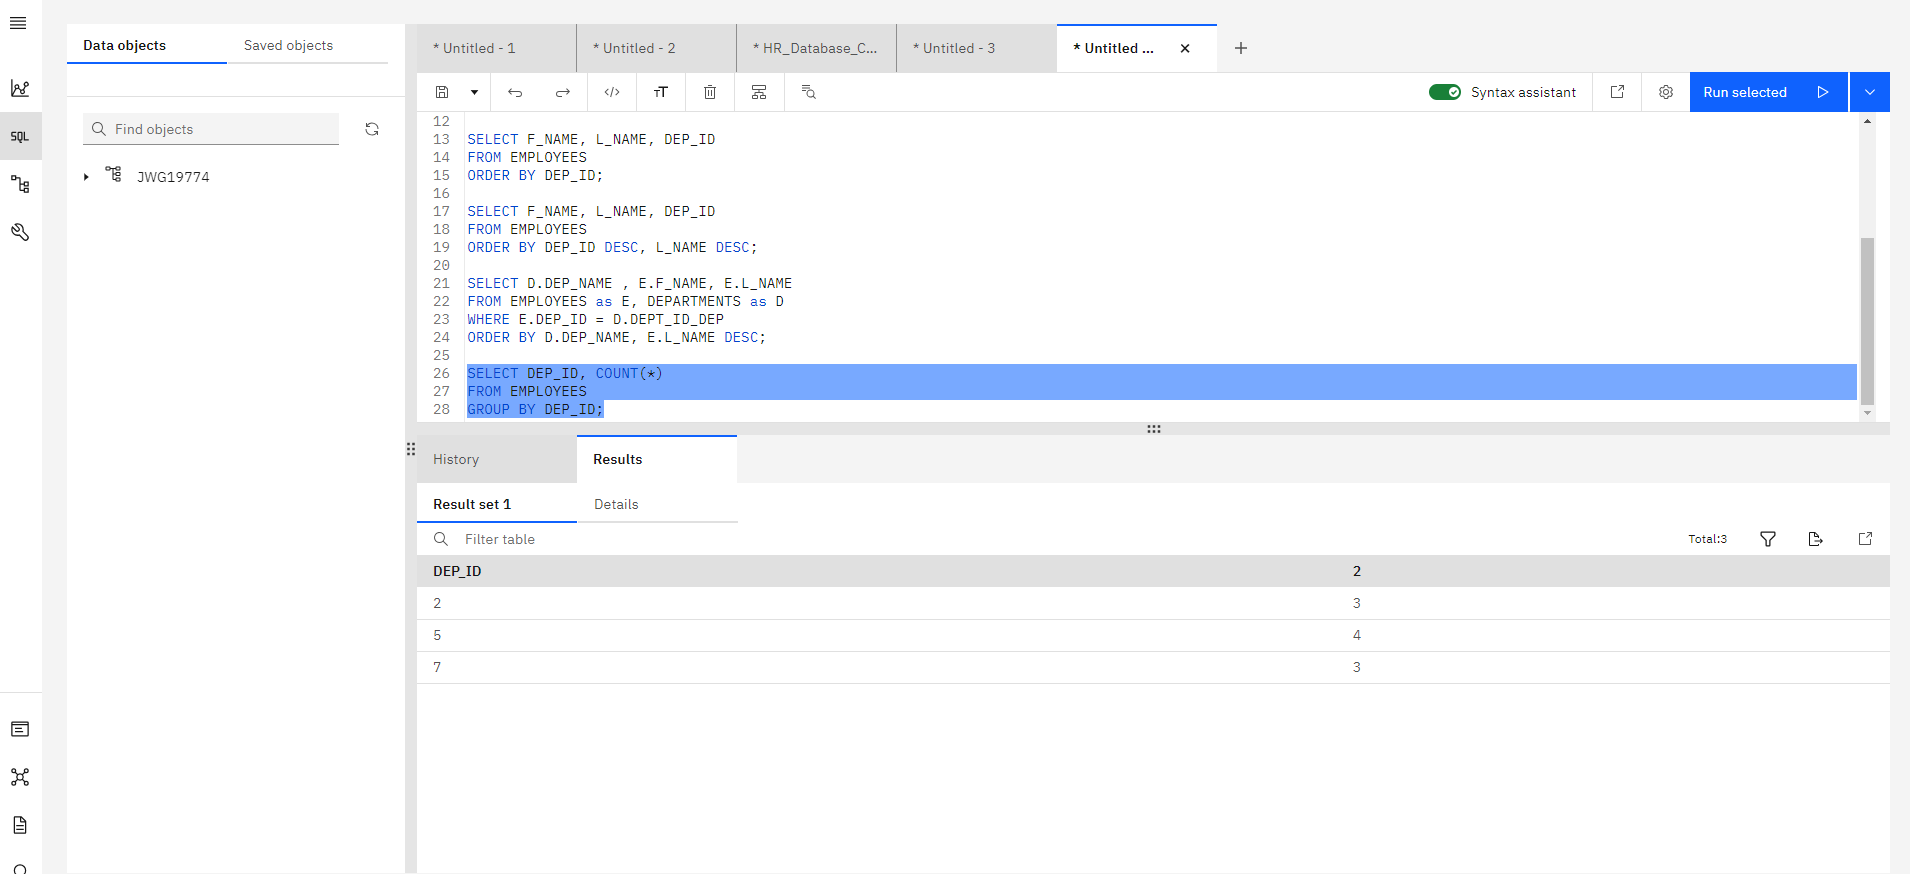 Data objects
Saved objects
Find objects
JWG19774
SQL
* Untitled - 1
* Untitled - 2
* HR_Database_C...
* Untitled - 3
* Untitled ...
</>
Syntax assistant
Run selected
12
13 SELECT F_NAME, L_NAME, DEP_ID
14 FROM EMPLOYEES
15 ORDER BY DEP_ID;
16
17 SELECT F_NAME, L_NAME, DEP_ID
18 FROM EMPLOYEES
19 ORDER BY DEP_ID DESC, L_NAME DESC;
20
21 SELECT D.DEP_NAME , E.F_NAME, E.L_NAME
22 FROM EMPLOYEES as E, DEPARTMENTS as D
23 WHERE E.DEP_ID = D.DEPT_ID_DEP
24 ORDER BY D.DEP_NAME, E.L_NAME DESC;
25
26 SELECT DEP_ID, COUNT(*)
27 FROM EMPLOYEES
28 GROUP BY DEP_ID;
History
Results
Result set 1
Details
Filter table
Total:3
DEP_ID 2
2 3
5 4
7 3